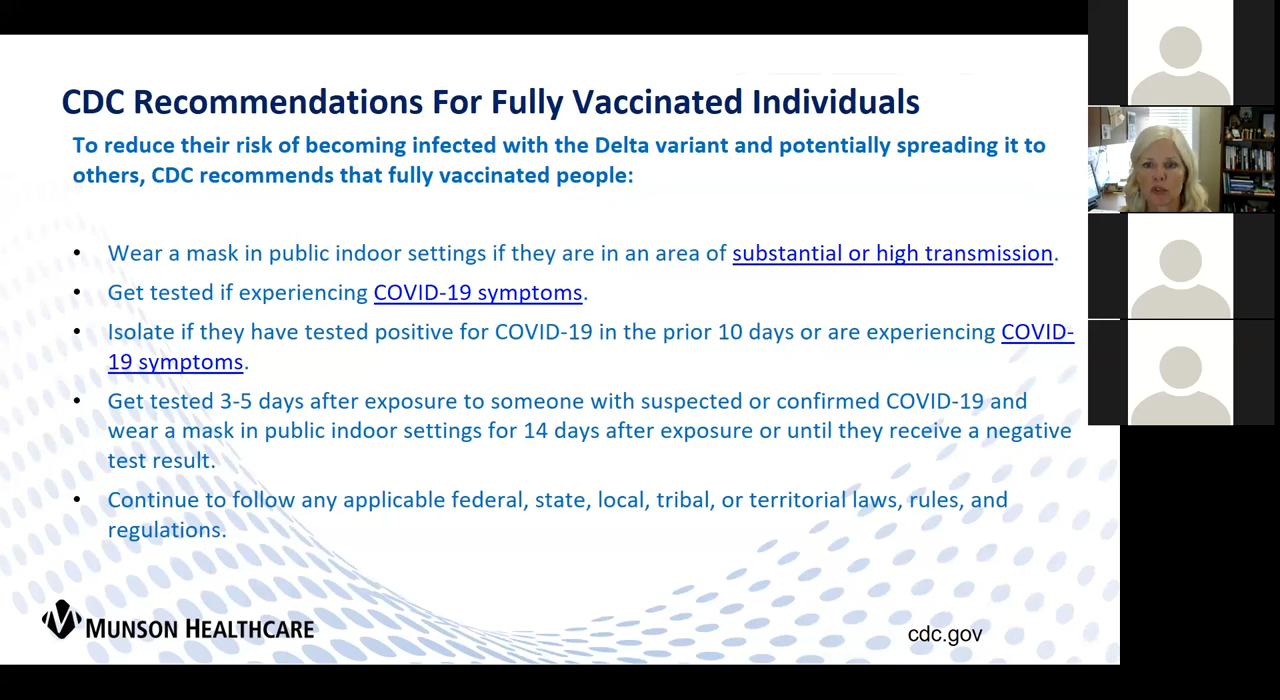 CDC Recommendations For Fully Vaccinated Individuals
To reduce their risk of becoming infected with the Delta variant and potentially spreading it to
others, CDC recommends that fully vaccinated people:
• Wear a mask in public indoor settings if they are in an area of substantial or high transmission.
• Get tested if experiencing COVID-19 symptoms.
• Isolate if they have tested positive for COVID-19 in the prior 10 days or are experiencing COVID-
19 symptoms.
• Get tested 3-5 days after exposure to someone with suspected or confirmed COVID-19 and
wear a mask in public indoor settings for 14 days after exposure or until they receive a negative
test result.
• Continue to follow any applicable federal, state, local, tribal, or territorial laws, rules, and
regulations.
MUNSON HEALTHCARE
cdc.gov